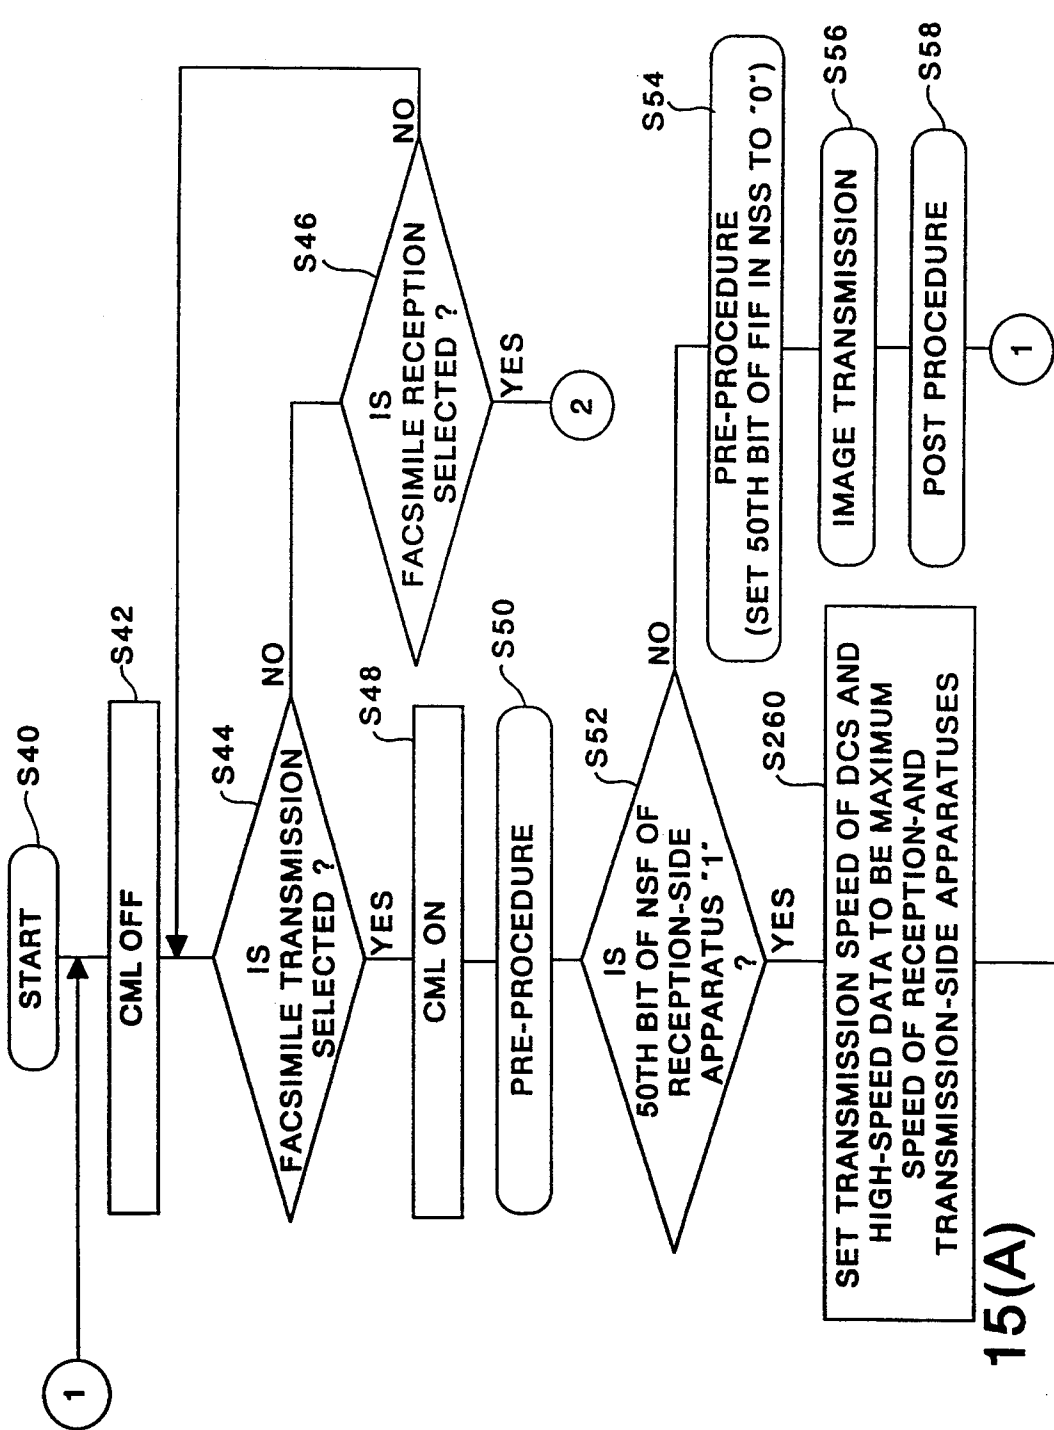 START
S40
1
CML OFF
S42
IS
FACSIMILE TRANSMISSION
SELECTED ?
S44
NO
YES
IS
FACSIMILE RECEPTION
SELECTED ?
S46
NO
YES
2
CML ON
S48
PRE-PROCEDURE
S50
IS
50TH BIT OF NSF OF
RECEPTION-SIDE
APPARATUS "1"
?
S52
NO
YES
PRE-PROCEDURE
(SET 50TH BIT OF FIF IN NSS TO "0")
S54
IMAGE TRANSMISSION
S56
POST PROCEDURE
S58
1
SET TRANSMISSION SPEED OF DCS AND
HIGH-SPEED DATA TO BE MAXIMUM
SPEED OF RECEPTION-AND
TRANSMISSION-SIDE APPARATUSES
S260
15(A)